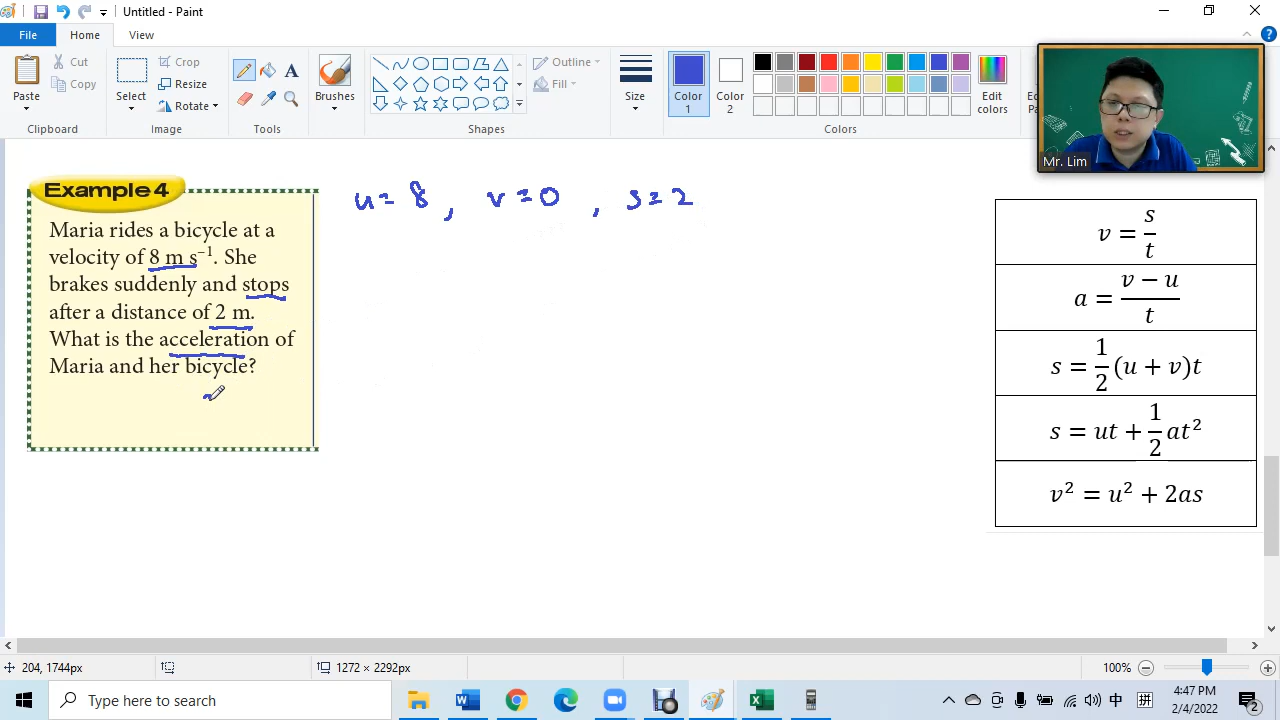 Untitled - Paint
File Home View
Paste Cut Copy
Clipboard
Select Crop Resize Rotate
Image
A
Tools
Brushes
Outline
Fill
Shapes
Size
Color 1
Color 2
Edit colors
Colors
Mr. Lim
Example 4
Maria rides a bicycle at a
velocity of 8 m s⁻¹. She
brakes suddenly and stops
after a distance of 2 m.
What is the acceleration of
Maria and her bicycle?
u = 8 , v = 0 , s = 2
v = s/t
a = (v − u)/t
s = 1/2 (u + v)t
s = ut + 1/2 at²
v² = u² + 2as
204, 1744px
1272 × 2292px
100%
Type here to search
中 拼
4:47 PM
2/4/2022
2